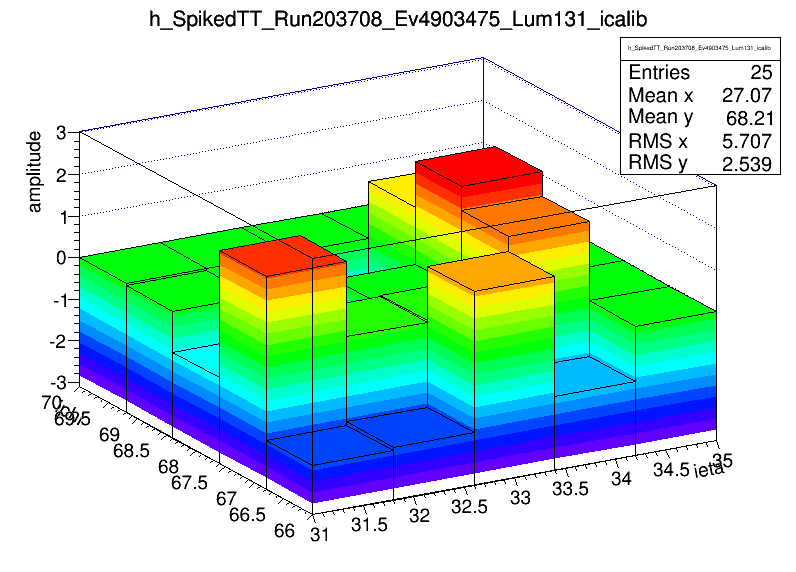 h_SpikedTT_Run203708_Ev4903475_Lum131_icalib
h_SpikedTT_Run203708_Ev4903475_Lum131_icalib
Entries 25
Mean x 27.07
Mean y 68.21
RMS x 5.707
RMS y 2.539
amplitude
3
2
1
0
-1
-2
-3
70
69.5
69
68.5
68
67.5
67
66.5
66
31
31.5
32
32.5
33
33.5
34
34.5
35
ieta